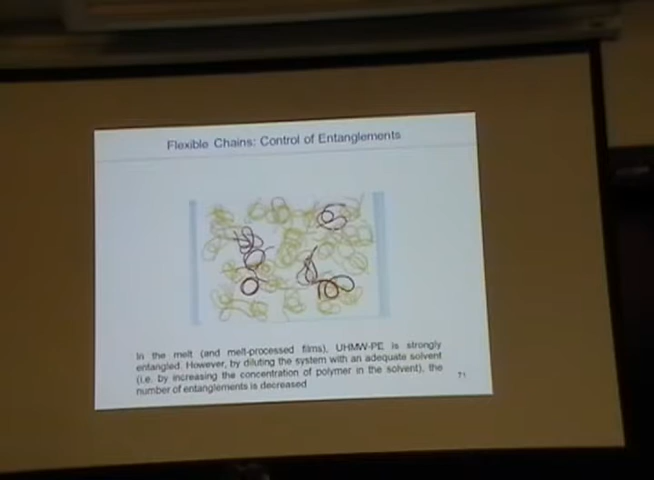 Flexible Chains: Control of Entanglements
In the melt (and melt-processed films), UHMW-PE is strongly
entangled. However, by diluting the system with an adequate solvent
(i.e. by increasing the concentration of polymer in the solvent), the
number of entanglements is decreased
71